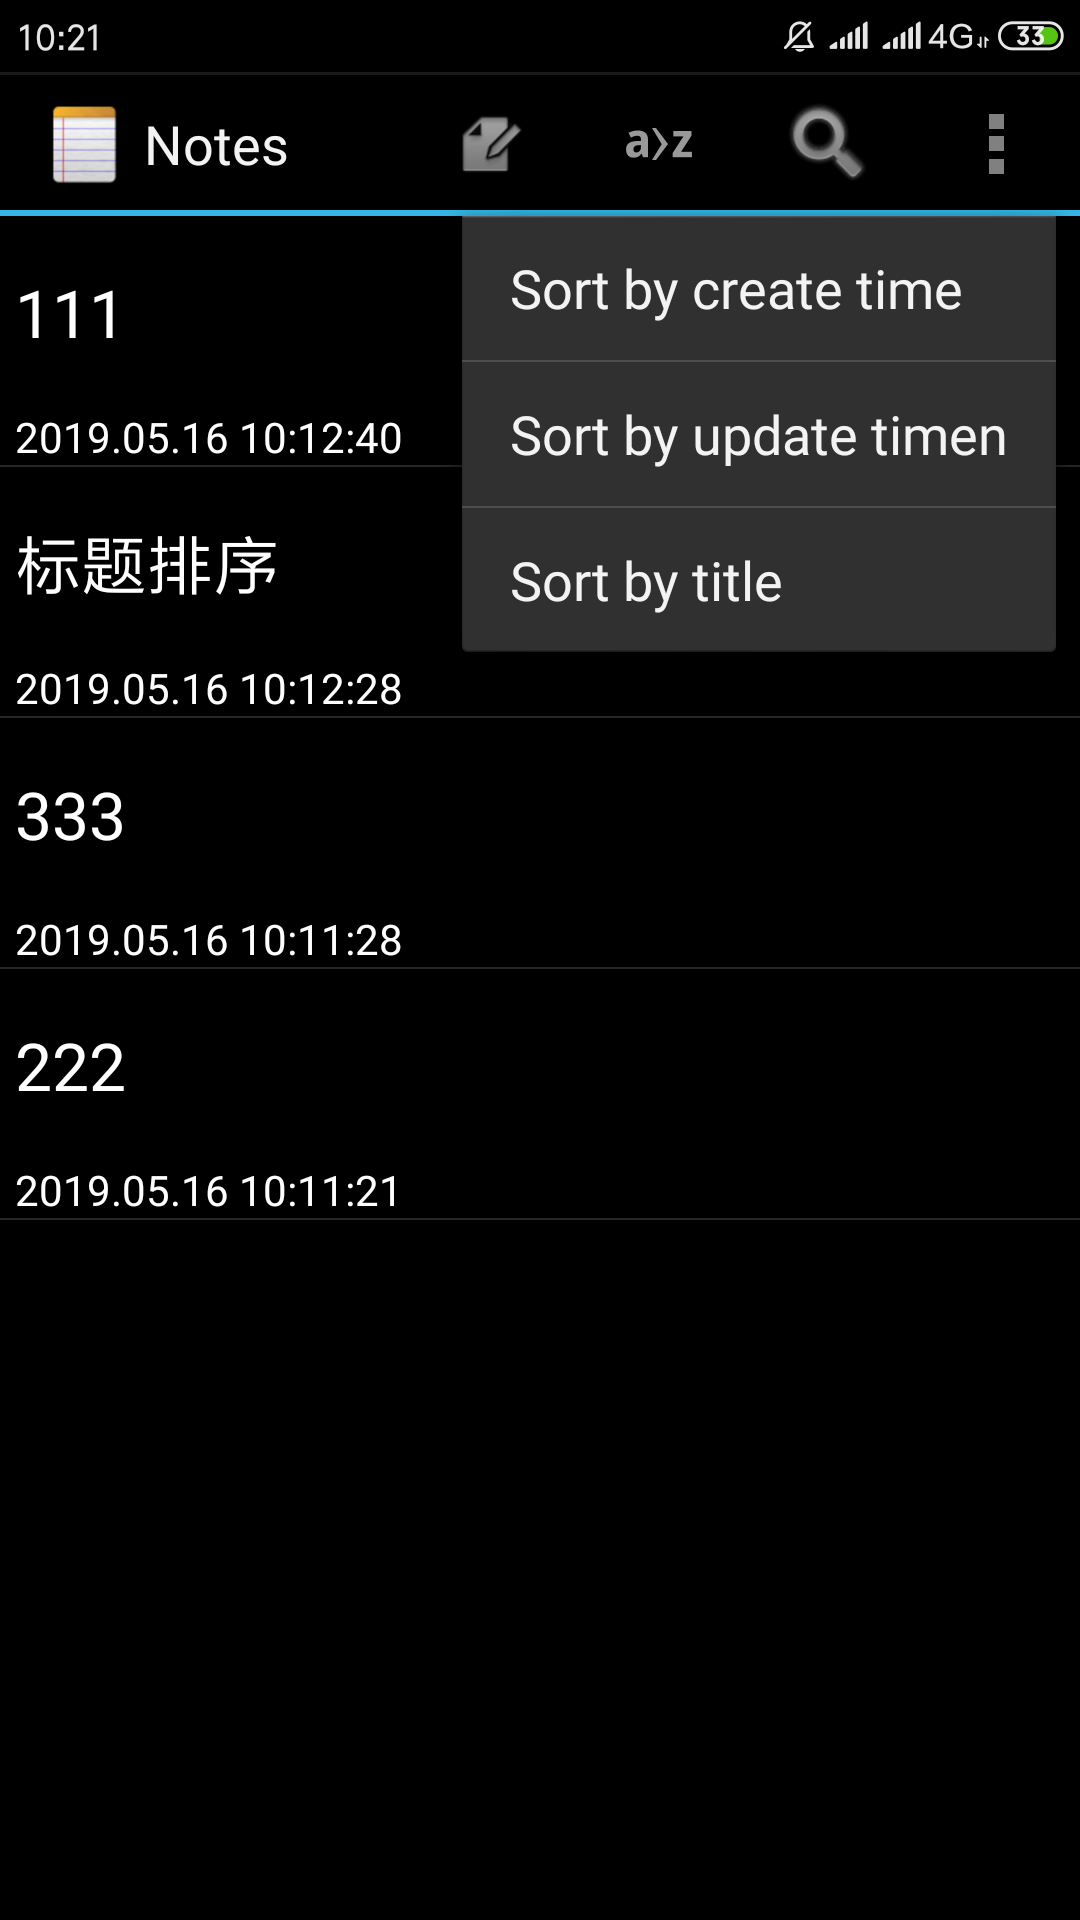 10:21
4G 33
Notes
a>z
Sort by create time
Sort by update timen
Sort by title
111
2019.05.16 10:12:40
标题排序
2019.05.16 10:12:28
333
2019.05.16 10:11:28
222
2019.05.16 10:11:21